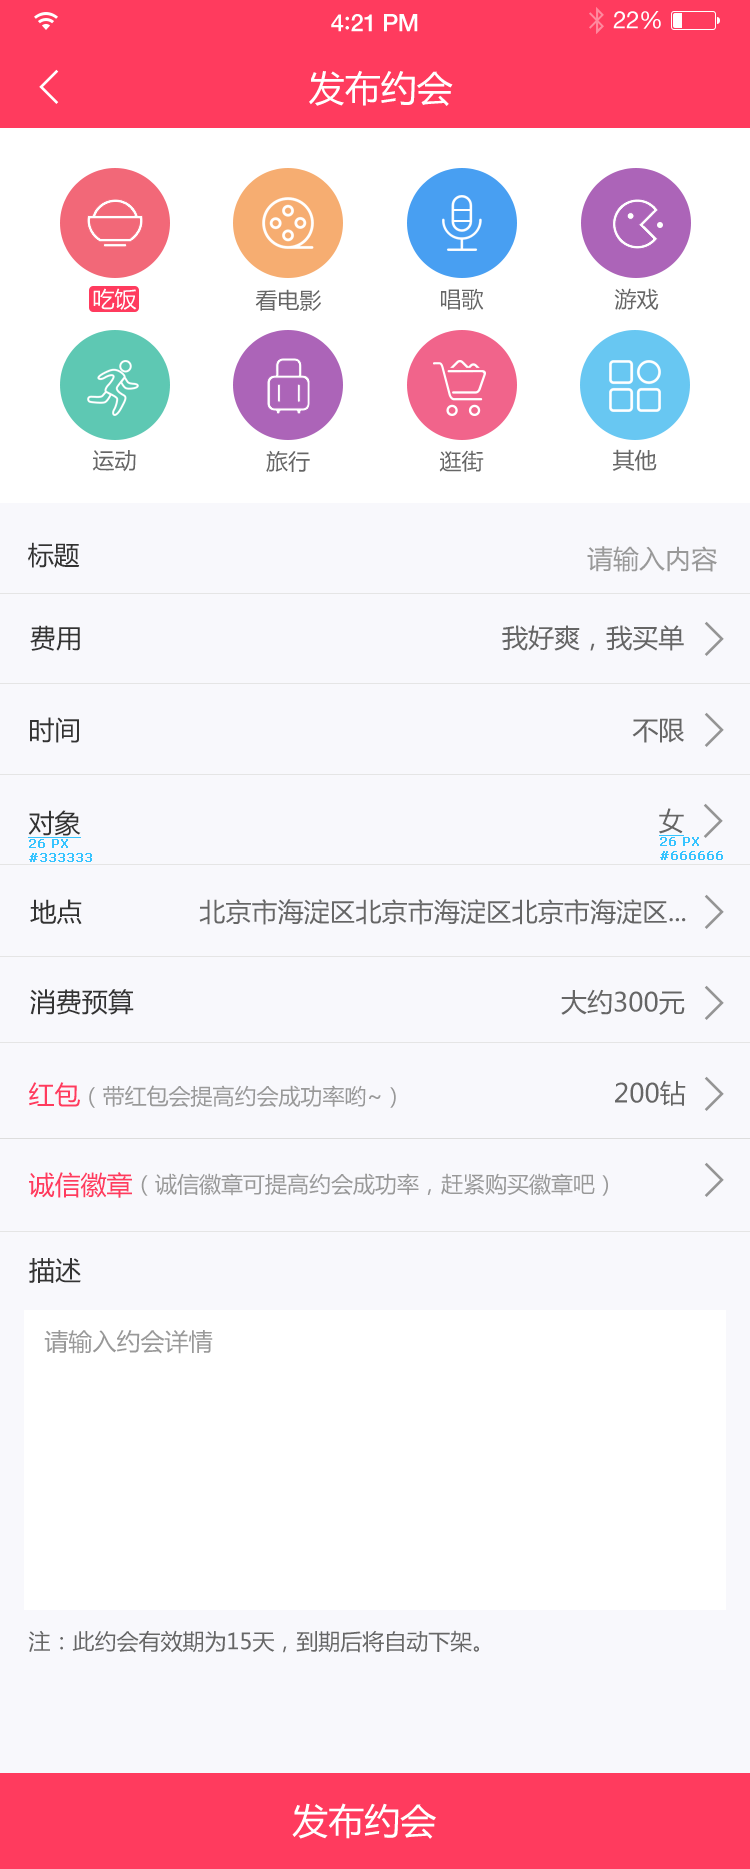 4:21 PM 22%
发布约会
吃饭 看电影 唱歌 游戏
运动 旅行 逛街 其他
标题 请输入内容
费用 我好爽，我买单
时间 不限
对象 女
26 PX 26 PX
#333333 #666666
地点 北京市海淀区北京市海淀区北京市海淀区...
消费预算 大约300元
红包（带红包会提高约会成功率哟~） 200钻
诚信徽章（诚信徽章可提高约会成功率，赶紧购买徽章吧）
描述
请输入约会详情
注：此约会有效期为15天，到期后将自动下架。
发布约会